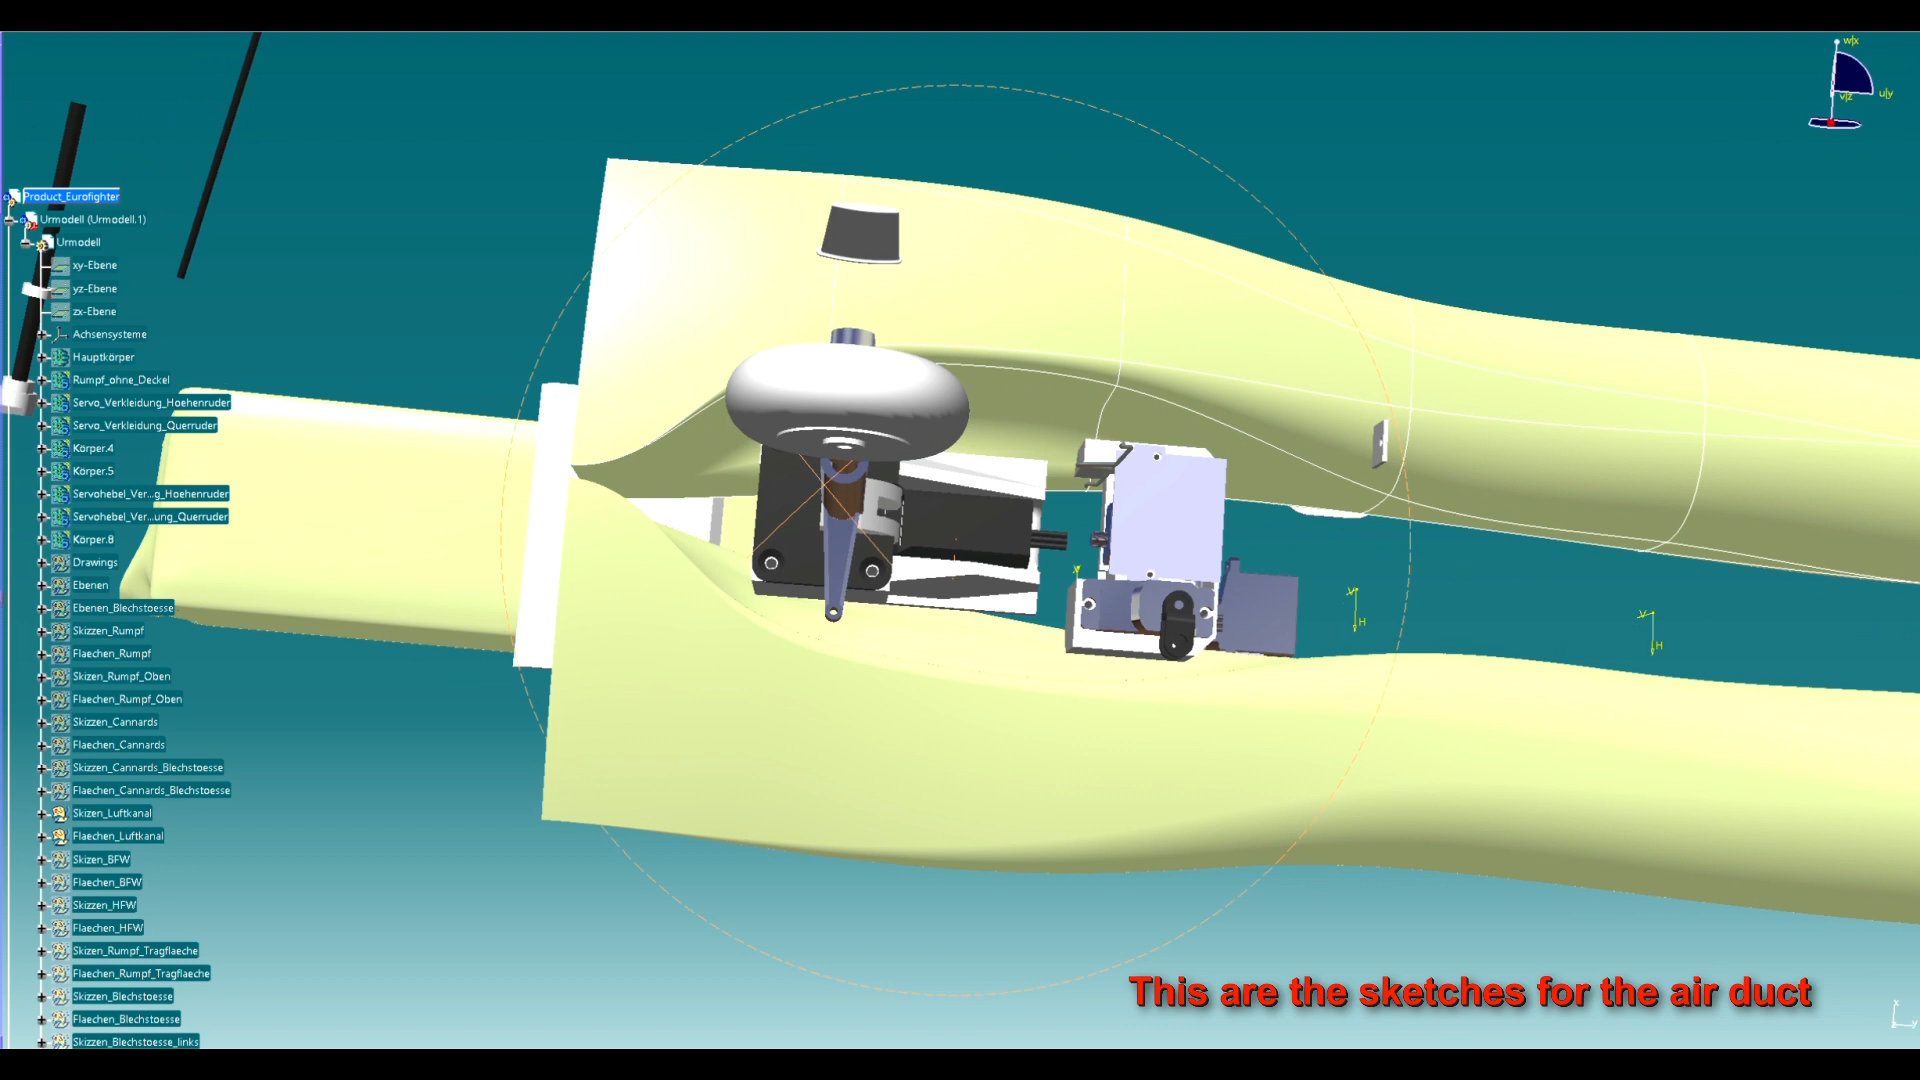 w|x
v|z
u|y
Product_Eurofighter
Urmodell (Urmodell.1)
Urmodell
xy-Ebene
yz-Ebene
zx-Ebene
Achsensysteme
Hauptkörper
Rumpf_ohne_Deckel
Servo_Verkleidung_Hoehenruder
Servo_Verkleidung_Querruder
Körper.4
Körper.5
Servohebel_Ver...g_Hoehenruder
Servohebel_Ver...ung_Querruder
Körper.8
Drawings
Ebenen
Ebenen_Blechstoesse
Skizzen_Rumpf
Flaechen_Rumpf
Skizen_Rumpf_Oben
Flaechen_Rumpf_Oben
Skizzen_Cannards
Flaechen_Cannards
Skizzen_Cannards_Blechstoesse
Flaechen_Cannards_Blechstoesse
Skizen_Luftkanal
Flaechen_Luftkanal
Skizen_BFW
Flaechen_BFW
Skizzen_HFW
Flaechen_HFW
Skizen_Rumpf_Tragflaeche
Flaechen_Rumpf_Tragflaeche
Skizzen_Blechstoesse
Flaechen_Blechstoesse
Skizzen_Blechstoesse_links
V
V
H
V
H
This are the sketches for the air duct
x
z
y